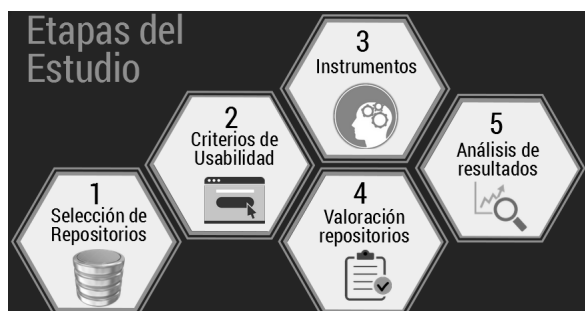 Etapas del
Estudio
1
Selección de
Repositorios
2
Criterios de
Usabilidad
3
Instrumentos
4
Valoración
repositorios
5
Análisis de
resultados